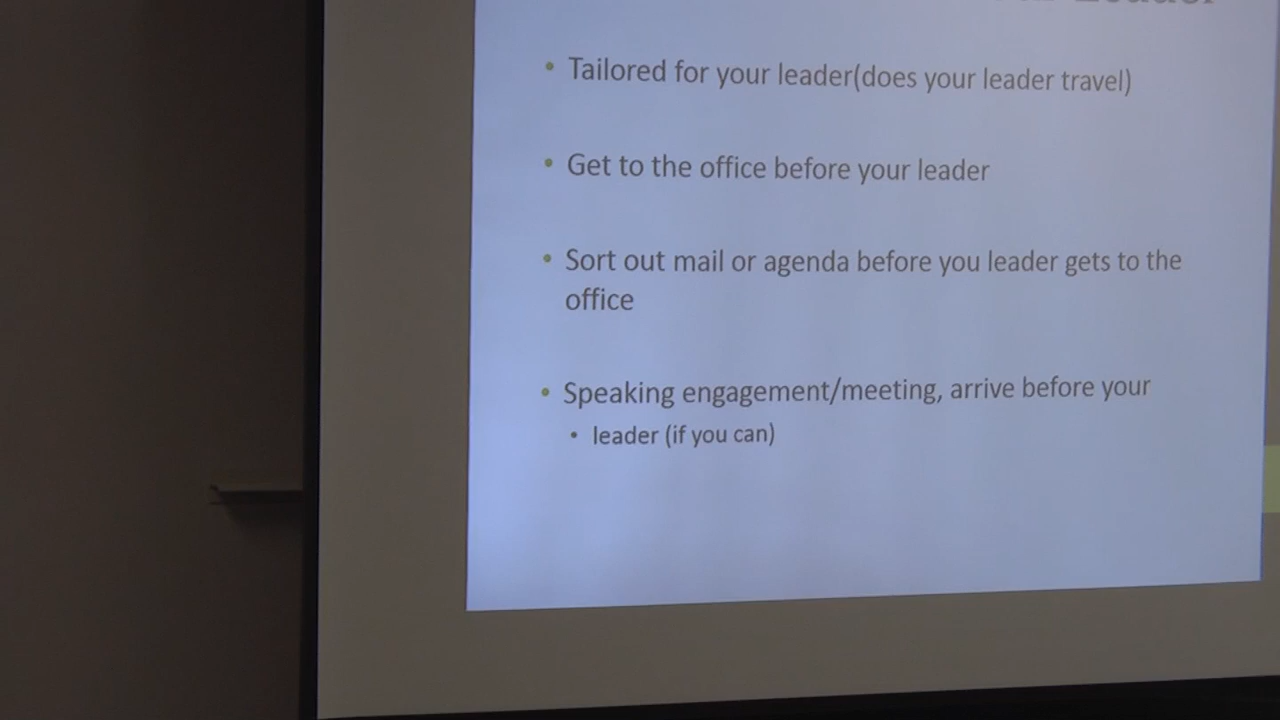 • Tailored for your leader(does your leader travel)
• Get to the office before your leader
• Sort out mail or agenda before you leader gets to the
office
• Speaking engagement/meeting, arrive before your
• leader (if you can)